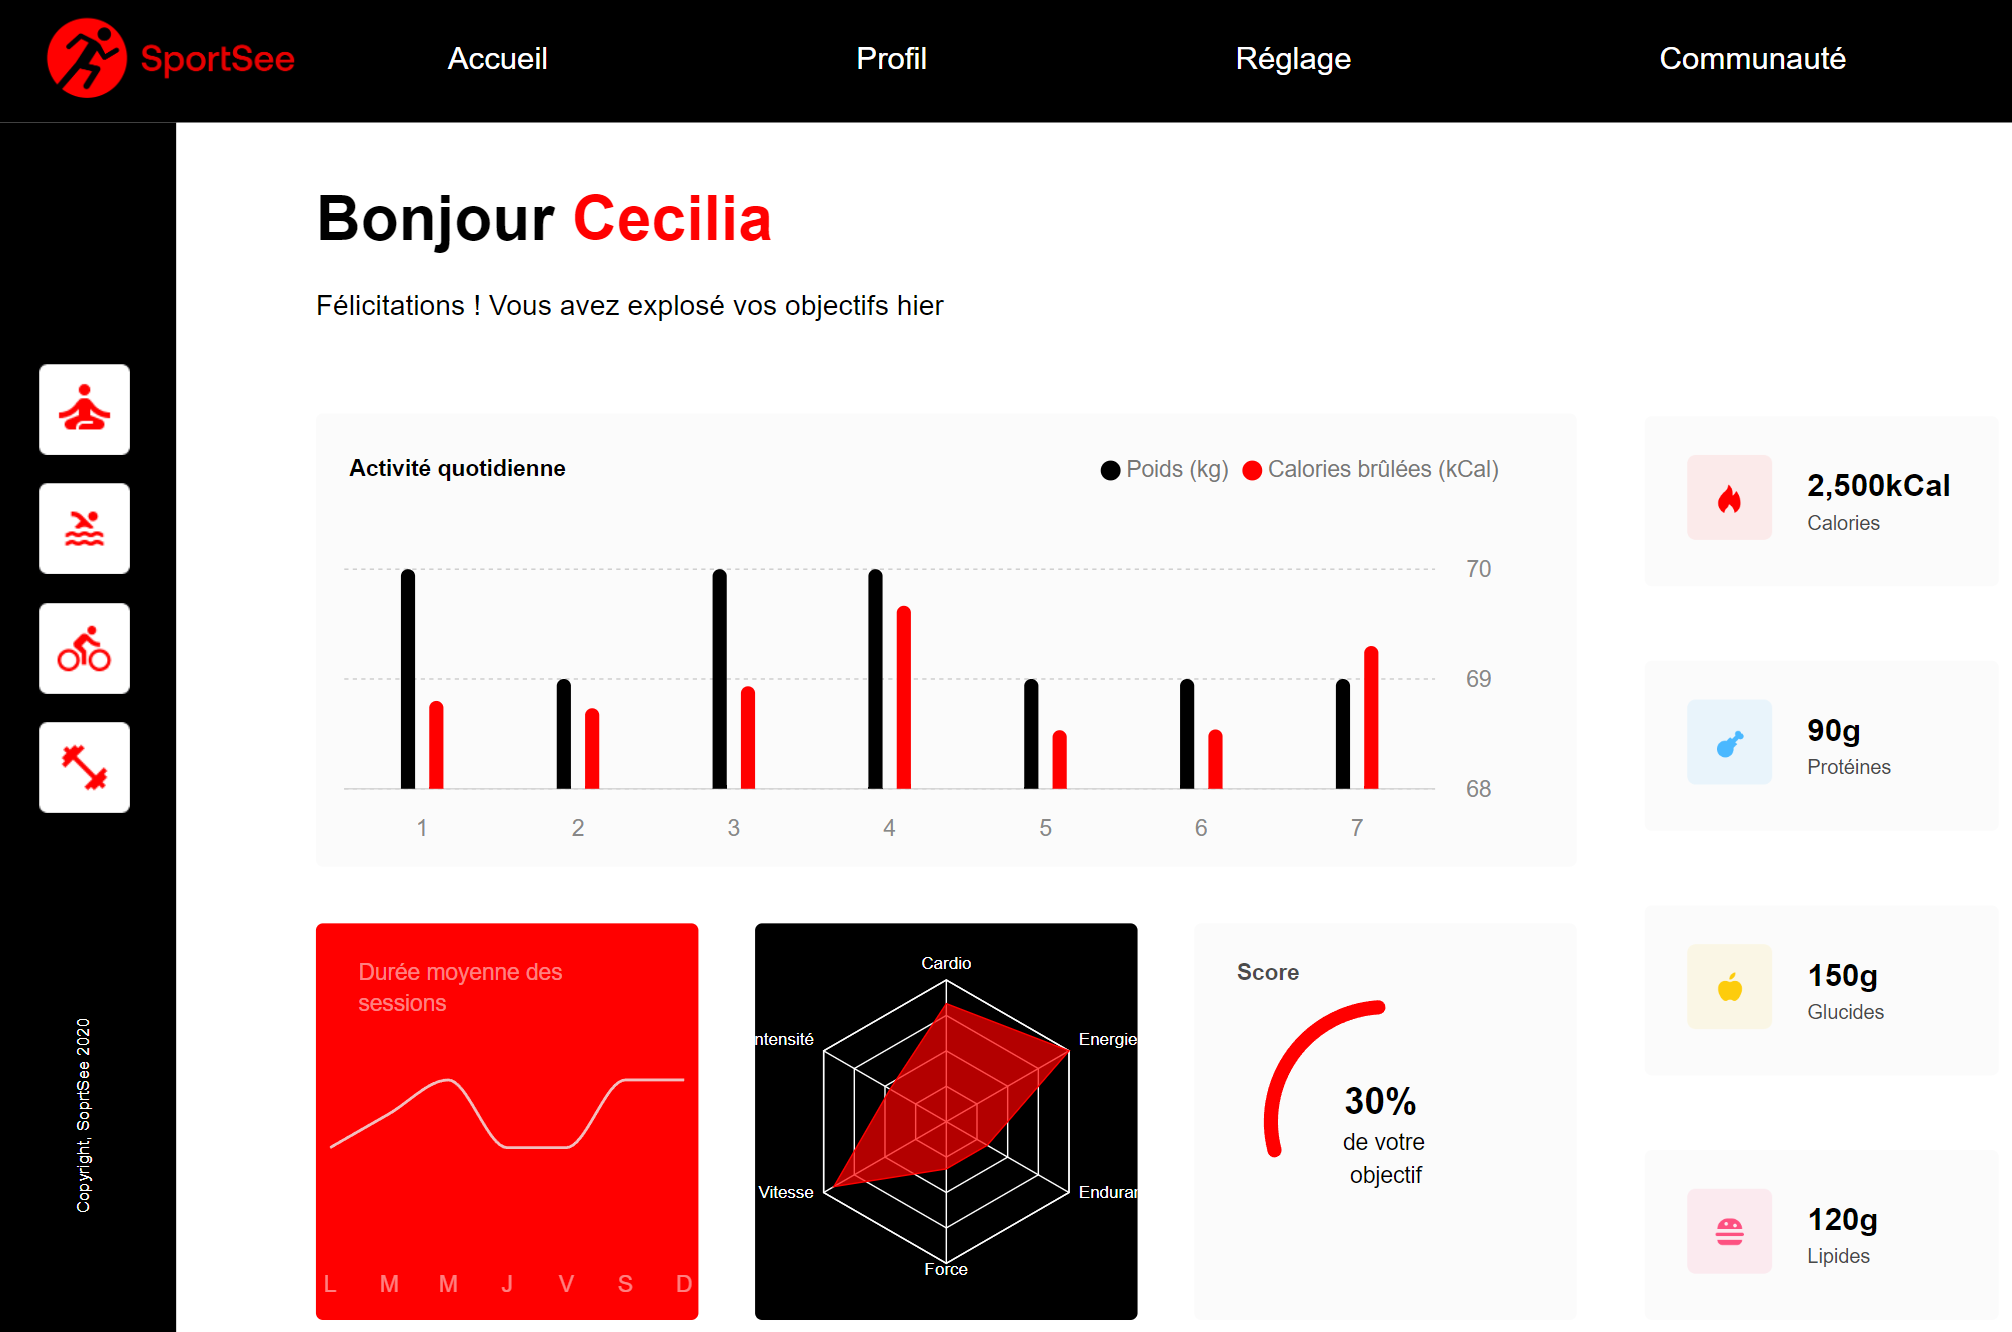 SportSee
Accueil
Profil
Réglage
Communauté
Bonjour Cecilia
Félicitations ! Vous avez explosé vos objectifs hier
Activité quotidienne
Poids (kg)
Calories brûlées (kCal)
70
69
68
1 2 3 4 5 6 7
2,500kCal
Calories
90g
Protéines
150g
Glucides
120g
Lipides
Durée moyenne des
sessions
L M M J V S D
Cardio
Energie
Enduran
Force
Vitesse
ntensité
Score
30%
de votre
objectif
Copyright, SoprtSee 2020